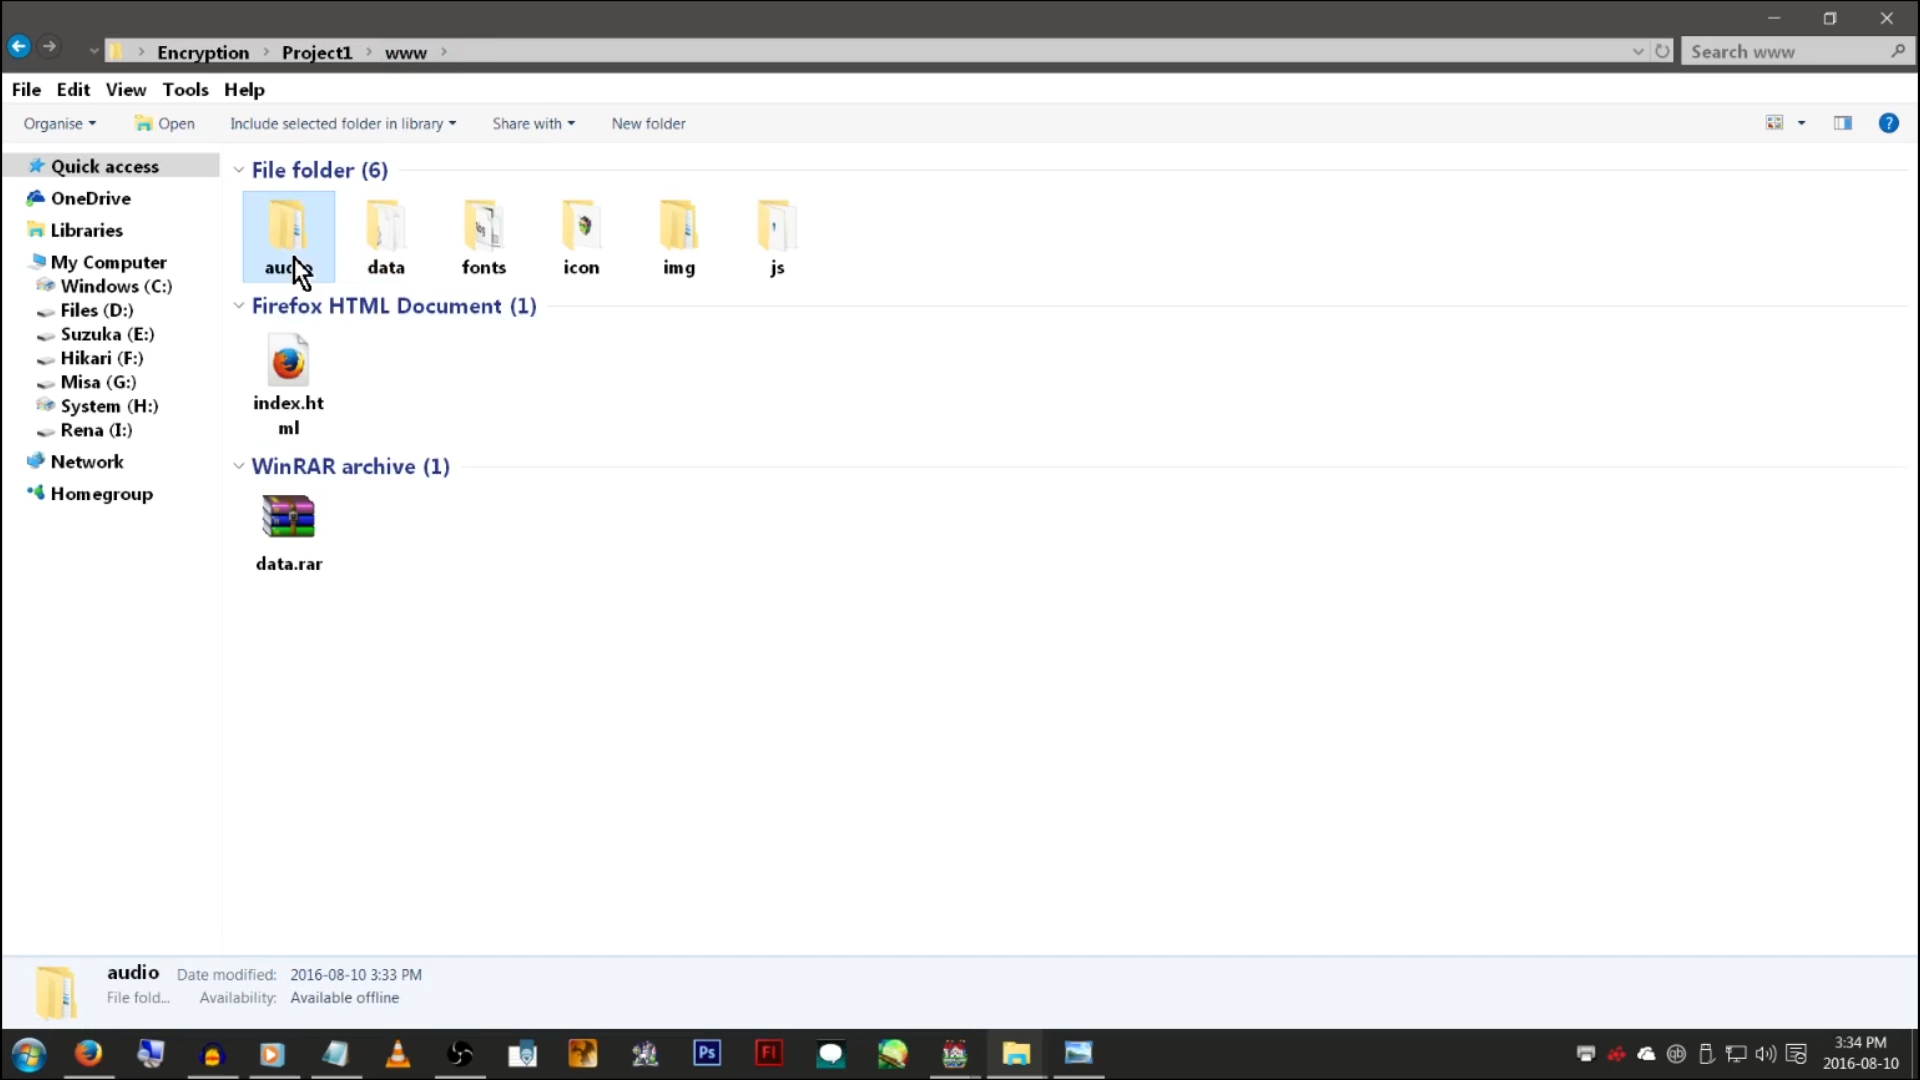 Encryption > Project1 > www >
Search www
File Edit View Tools Help
Organise Open Include selected folder in library Share with New folder
Quick access
OneDrive
Libraries
My Computer
Windows (C:)
Files (D:)
Suzuka (E:)
Hikari (F:)
Misa (G:)
System (H:)
Rena (I:)
Network
Homegroup
File folder (6)
audio data fonts icon img js
Firefox HTML Document (1)
index.ht
ml
WinRAR archive (1)
data.rar
audio Date modified: 2016-08-10 3:33 PM
File fold... Availability: Available offline
Ps
Fl
3:34 PM
2016-08-10